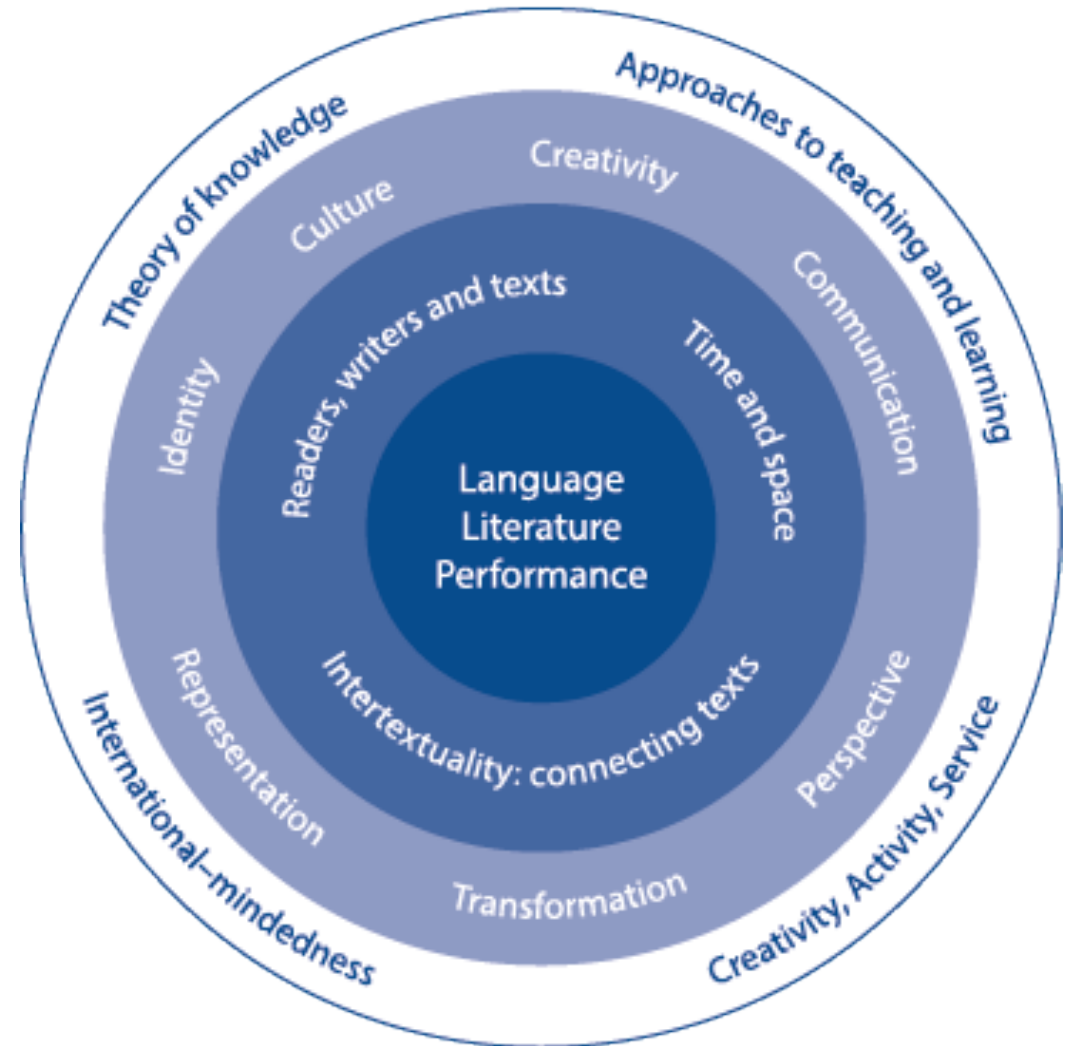 Theory of knowledge
Approaches to teaching and learning
Creativity, Activity, Service
International–mindedness
Culture
Creativity
Communication
Perspective
Transformation
Representation
Identity
Readers, writers and texts
Time and space
Intertextuality: connecting texts
Language
Literature
Performance